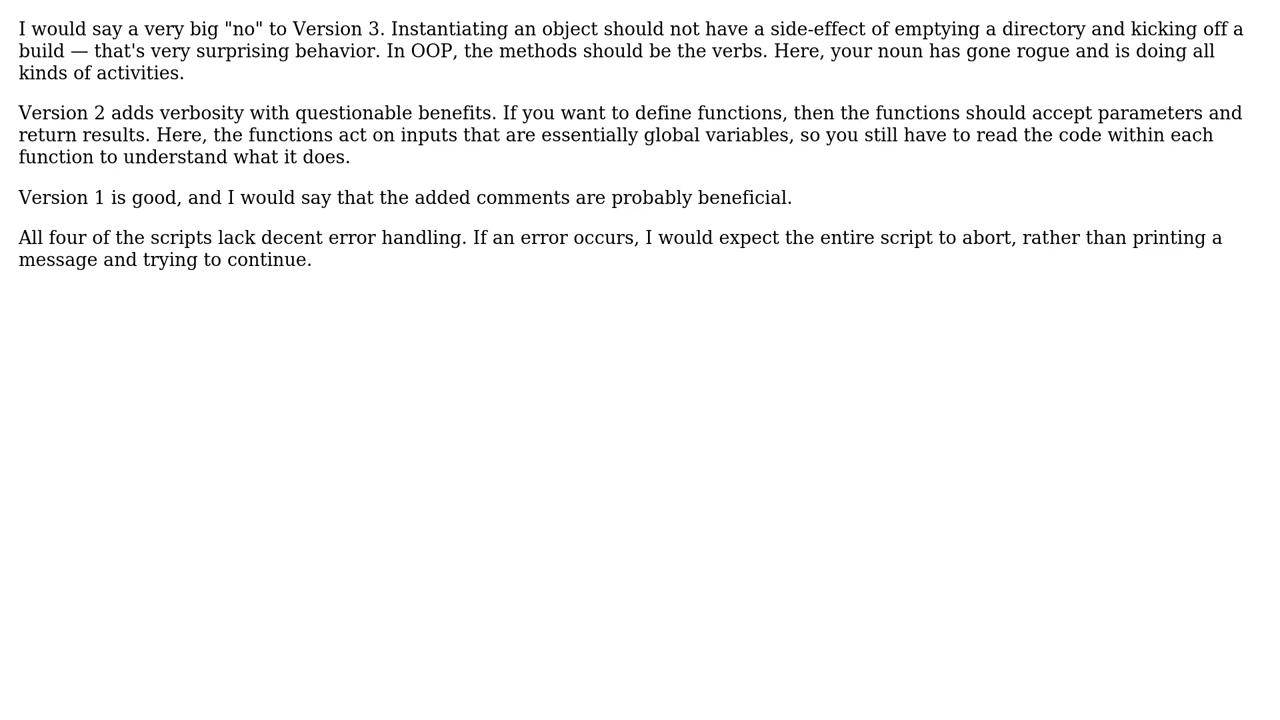 I would say a very big "no" to Version 3. Instantiating an object should not have a side-effect of emptying a directory and kicking off a
build — that's very surprising behavior. In OOP, the methods should be the verbs. Here, your noun has gone rogue and is doing all
kinds of activities.
Version 2 adds verbosity with questionable benefits. If you want to define functions, then the functions should accept parameters and
return results. Here, the functions act on inputs that are essentially global variables, so you still have to read the code within each
function to understand what it does.
Version 1 is good, and I would say that the added comments are probably beneficial.
All four of the scripts lack decent error handling. If an error occurs, I would expect the entire script to abort, rather than printing a
message and trying to continue.